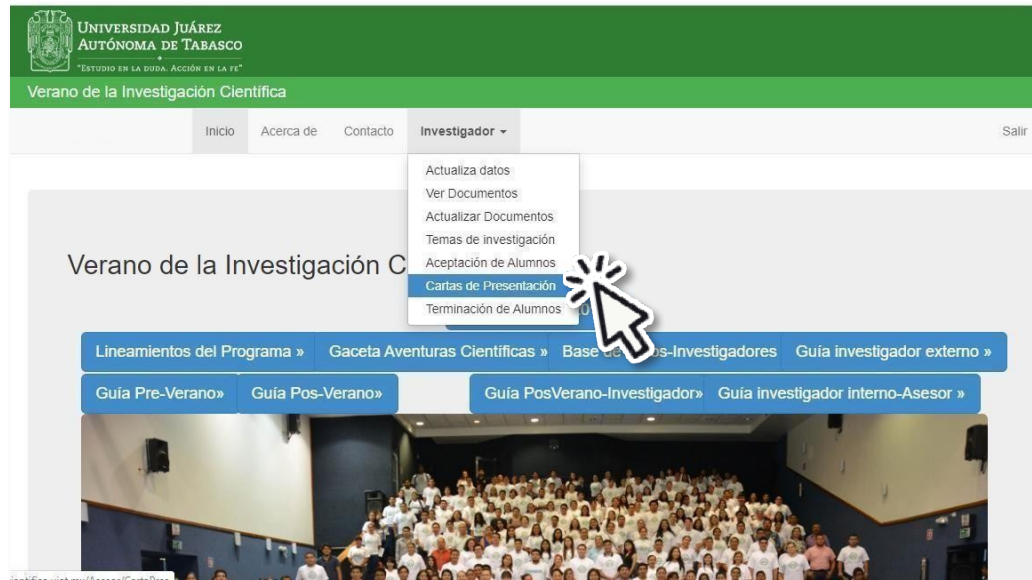 UNIVERSIDAD JUÁREZ
AUTÓNOMA DE TABASCO
"ESTUDIO EN LA DUDA. ACCIÓN EN LA FE"
Verano de la Investigación Científica
Inicio Acerca de Contacto Investigador Salir
Actualiza datos
Ver Documentos
Actualizar Documentos
Temas de investigación
Aceptación de Alumnos
Cartas de Presentación
Terminación de Alumnos
Verano de la Investigación C
Lineamientos del Programa » Gaceta Aventuras Científicas » Base de -Investigadores Guía investigador externo »
Guía Pre-Verano» Guía Pos-Verano» Guía PosVerano-Investigador» Guía investigador interno-Asesor »